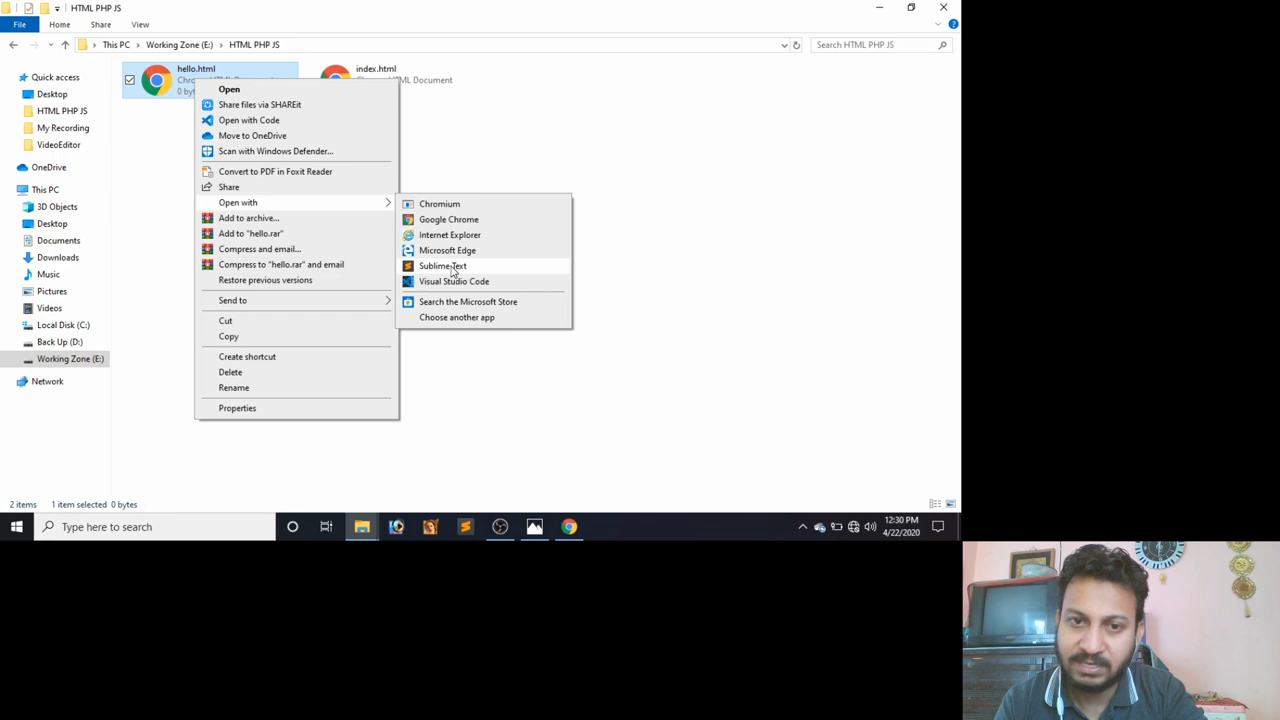 HTML PHP JS
File
Home
Share
View
This PC
Working Zone (E:)
HTML PHP JS
Search HTML PHP JS
Quick access
Desktop
HTML PHP JS
My Recording
VideoEditor
OneDrive
This PC
3D Objects
Desktop
Documents
Downloads
Music
Pictures
Videos
Local Disk (C:)
Back Up (D:)
Working Zone (E:)
Network
hello.html
0 byt
index.html
HTML Document
Open
Share files via SHAREit
Open with Code
Move to OneDrive
Scan with Windows Defender...
Convert to PDF in Foxit Reader
Share
Open with
Add to archive...
Add to "hello.rar"
Compress and email...
Compress to "hello.rar" and email
Restore previous versions
Send to
Cut
Copy
Create shortcut
Delete
Rename
Properties
Chromium
Google Chrome
Internet Explorer
Microsoft Edge
Sublime Text
Visual Studio Code
Search the Microsoft Store
Choose another app
2 items
1 item selected 0 bytes
Type here to search
12:30 PM
4/22/2020